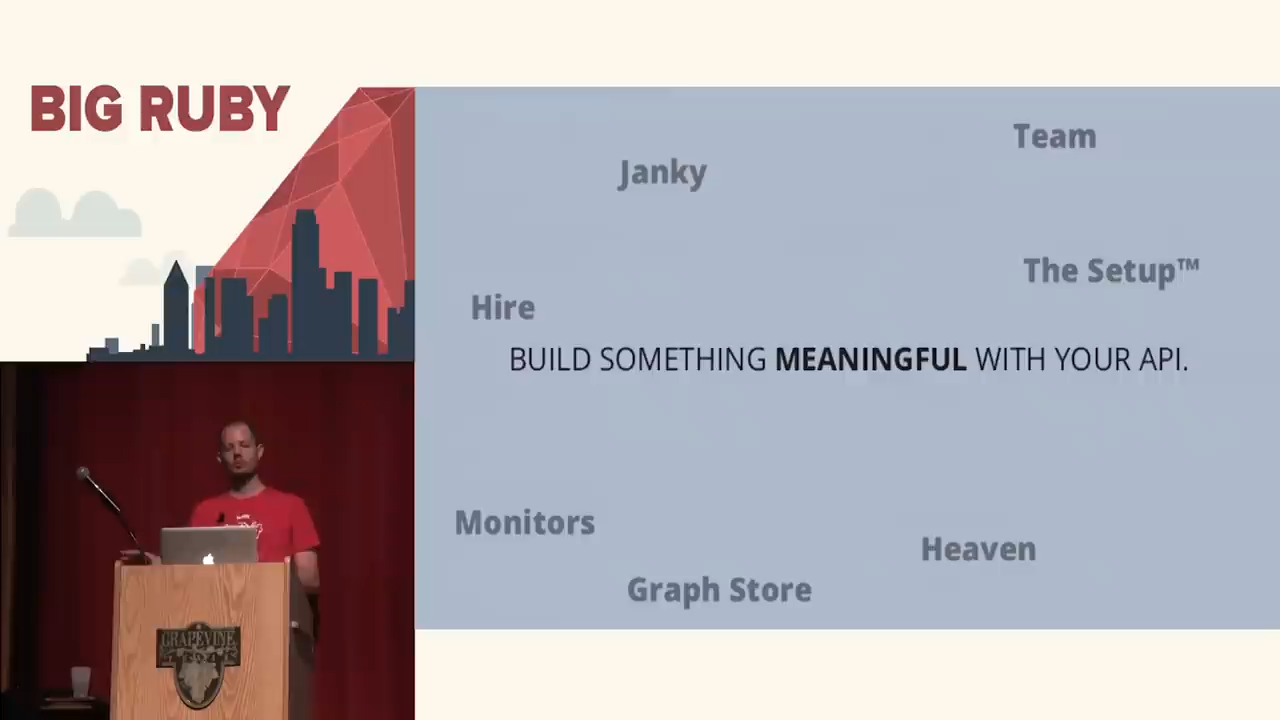 BIG RUBY
Team
Janky
The Setup™
Hire
BUILD SOMETHING MEANINGFUL WITH YOUR API.
Monitors
Heaven
Graph Store
GRAPEVINE